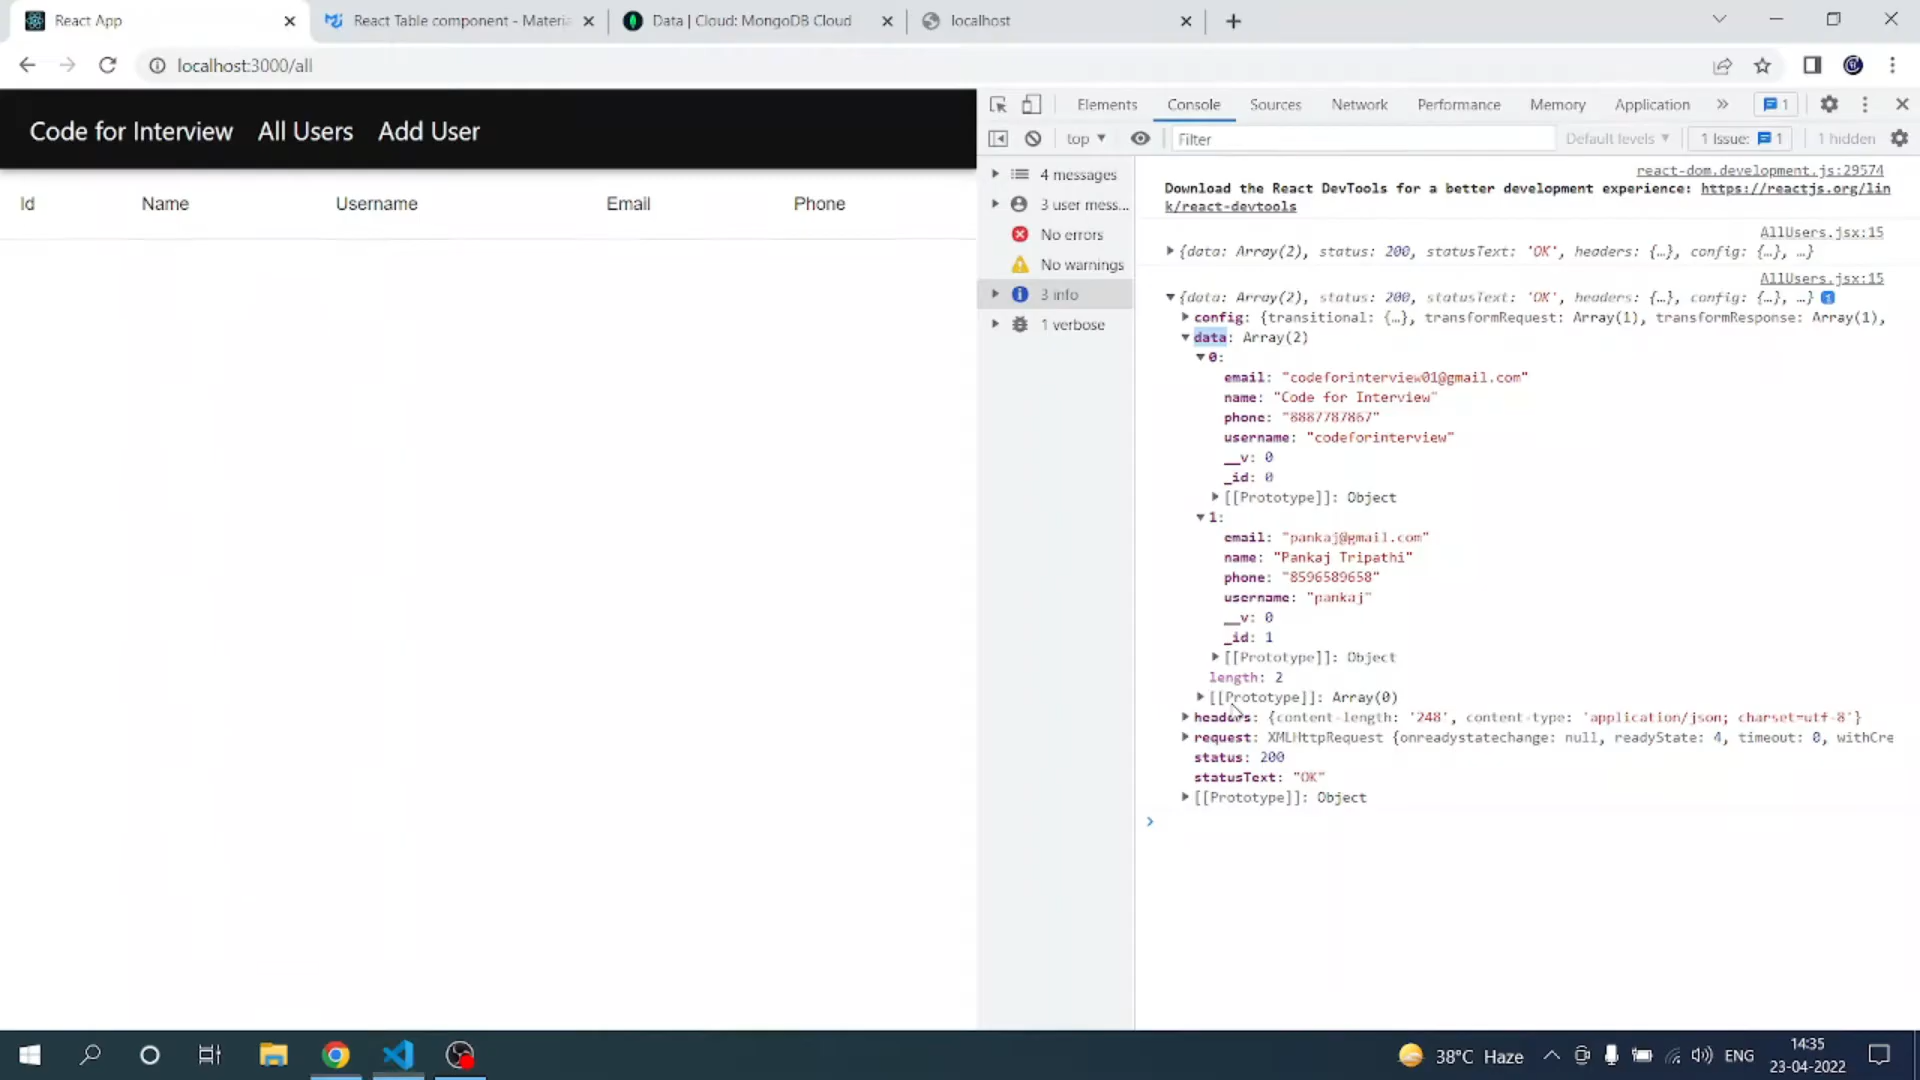 React App
React Table component - Materia
Data | Cloud: MongoDB Cloud
localhost
localhost:3000/all
Code for Interview All Users Add User
Id Name Username Email Phone
Elements Console Sources Network Performance Memory Application » 1
top Filter Default levels 1 Issue: 1 1 hidden
4 messages
3 user mess...
No errors
No warnings
3 info
1 verbose
react-dom.development.js:29574
Download the React DevTools for a better development experience: https://reactjs.org/lin
k/react-devtools
AllUsers.jsx:15
{data: Array(2), status: 200, statusText: 'OK', headers: {…}, config: {…}, …}
AllUsers.jsx:15
{data: Array(2), status: 200, statusText: 'OK', headers: {…}, config: {…}, …} i
config: {transitional: {…}, transformRequest: Array(1), transformResponse: Array(1),
data: Array(2)
0:
email: "codeforinterview01@gmail.com"
name: "Code for Interview"
phone: "8887787867"
username: "codeforinterview"
__v: 0
_id: 0
[[Prototype]]: Object
1:
email: "pankaj@gmail.com"
name: "Pankaj Tripathi"
phone: "8596589658"
username: "pankaj"
__v: 0
_id: 1
[[Prototype]]: Object
length: 2
[[Prototype]]: Array(0)
headers: {content-length: '248', content-type: 'application/json; charset=utf-8'}
request: XMLHttpRequest {onreadystatechange: null, readyState: 4, timeout: 0, withCre
status: 200
statusText: "OK"
[[Prototype]]: Object
38°C Haze
ENG
14:35
23-04-2022